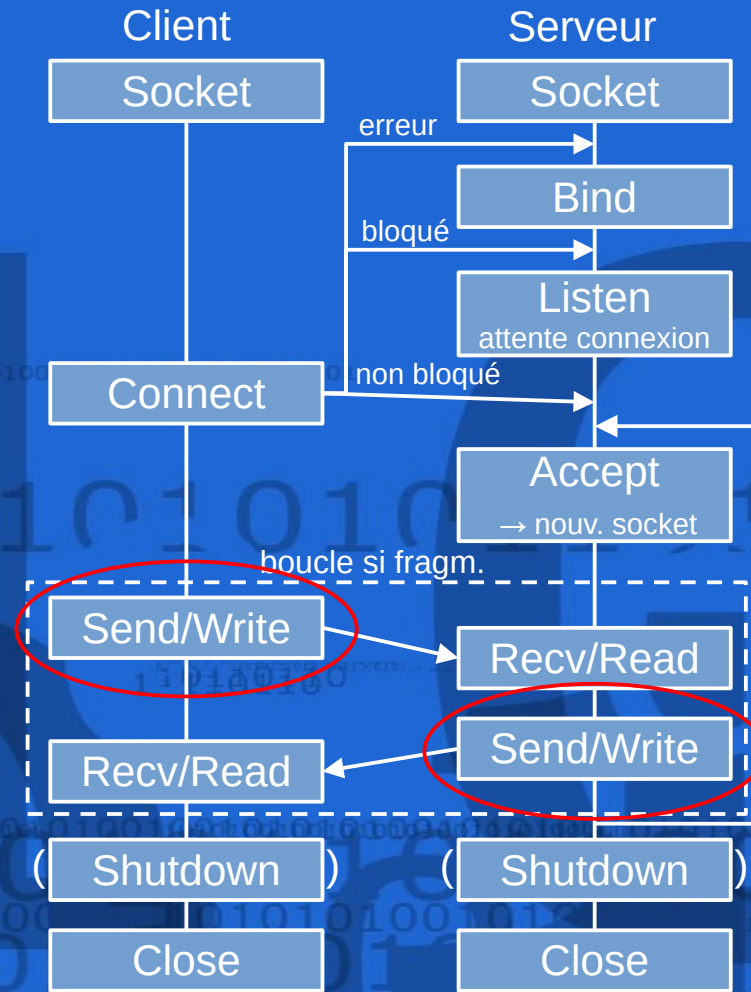 Client
Serveur
Socket
Socket
erreur
Bind
bloqué
Listen
attente connexion
Connect
non bloqué
Accept
→ nouv. socket
boucle si fragm.
Send/Write
Recv/Read
Send/Write
Recv/Read
( Shutdown )
( Shutdown )
Close
Close